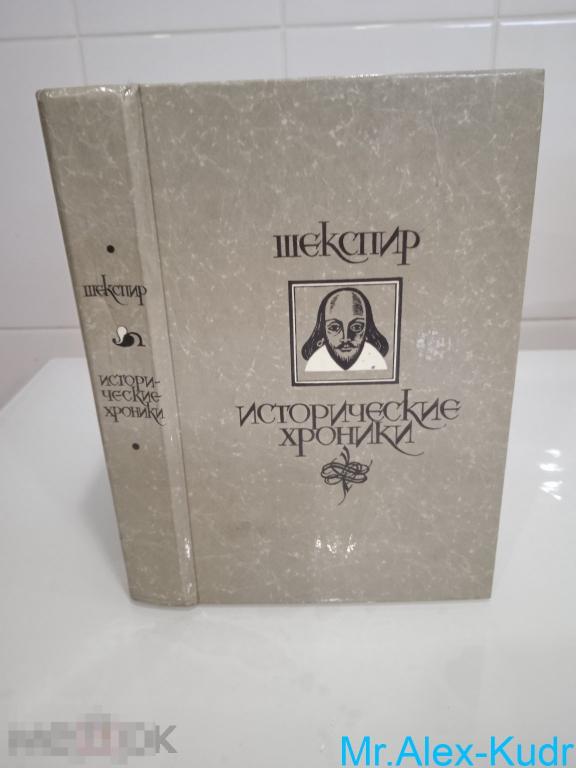 ШЕКСПИР
ИСТОРИ-
ЧЕСКИЕ
ХРОНИКИ
ШЕКСПИР
ИСТОРИЧЕСКИЕ
ХРОНИКИ
Mr.Alex-Kudr